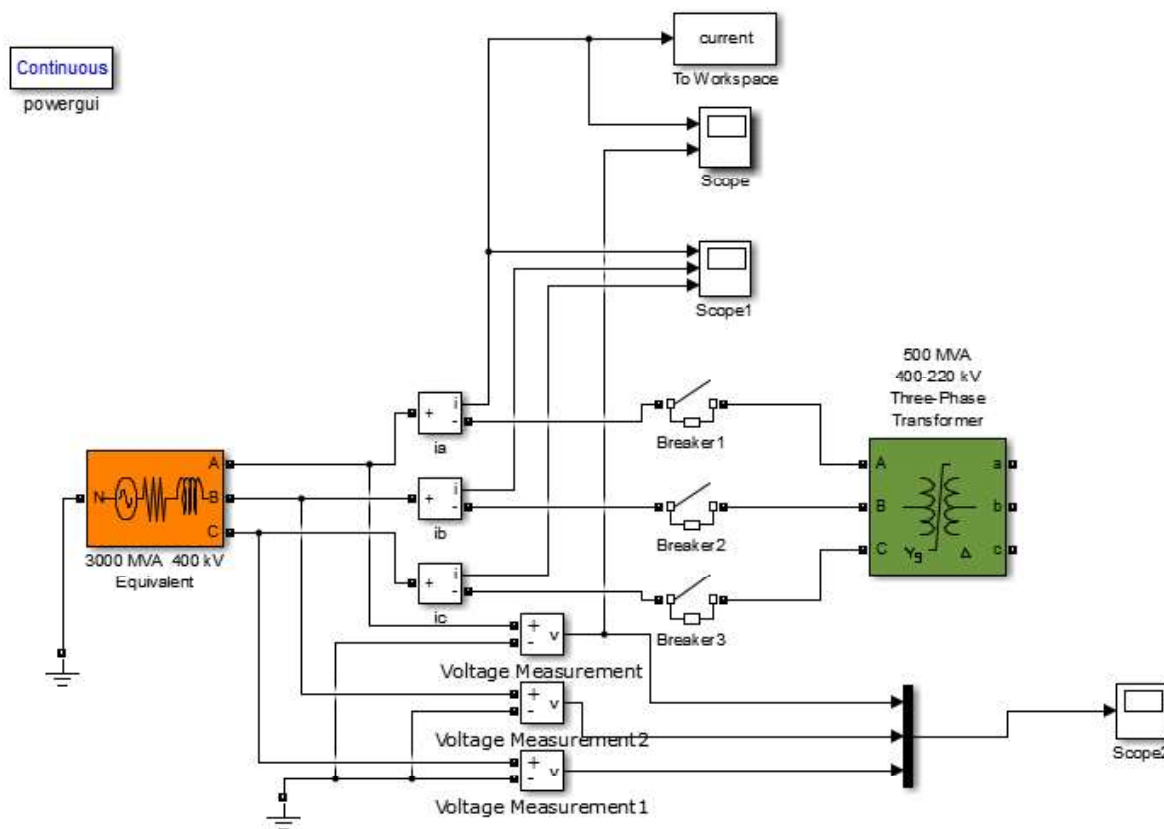 current
To Workspace
Continuous
powergui
Scope
Scope1
500 MVA
400-220 kV
Three-Phase
Transformer
+
i
-
ia
Breaker1
A
N
B
C
3000 MVA 400 kV
Equivalent
+
i
-
ib
Breaker2
A
B
C
a
b
c
Yg
Δ
+
i
-
ic
Breaker3
+
-
v
Voltage Measurement
+
-
v
Voltage Measurement2
+
-
v
Voltage Measurement1
Scope2